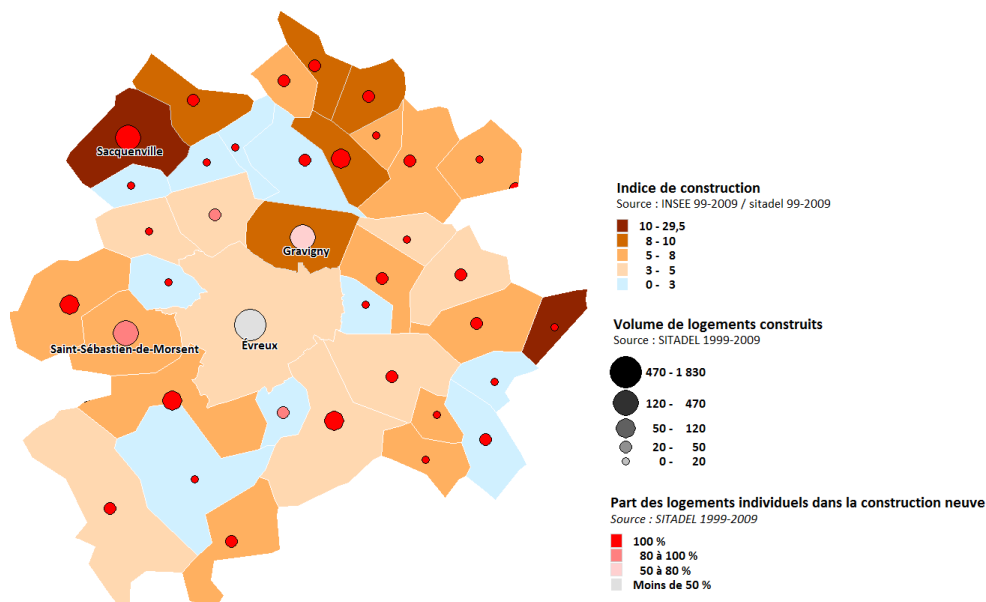 Sacquenville
Gravigny
Saint-Sébastien-de-Morsent
Évreux
Indice de construction
Source : INSEE 99-2009 / sitadel 99-2009
10 - 29,5
8 - 10
5 - 8
3 - 5
0 - 3
Volume de logements construits
Source : SITADEL 1999-2009
470 - 1 830
120 - 470
50 - 120
20 - 50
0 - 20
Part des logements individuels dans la construction neuve
Source : SITADEL 1999-2009
100 %
80 à 100 %
50 à 80 %
Moins de 50 %